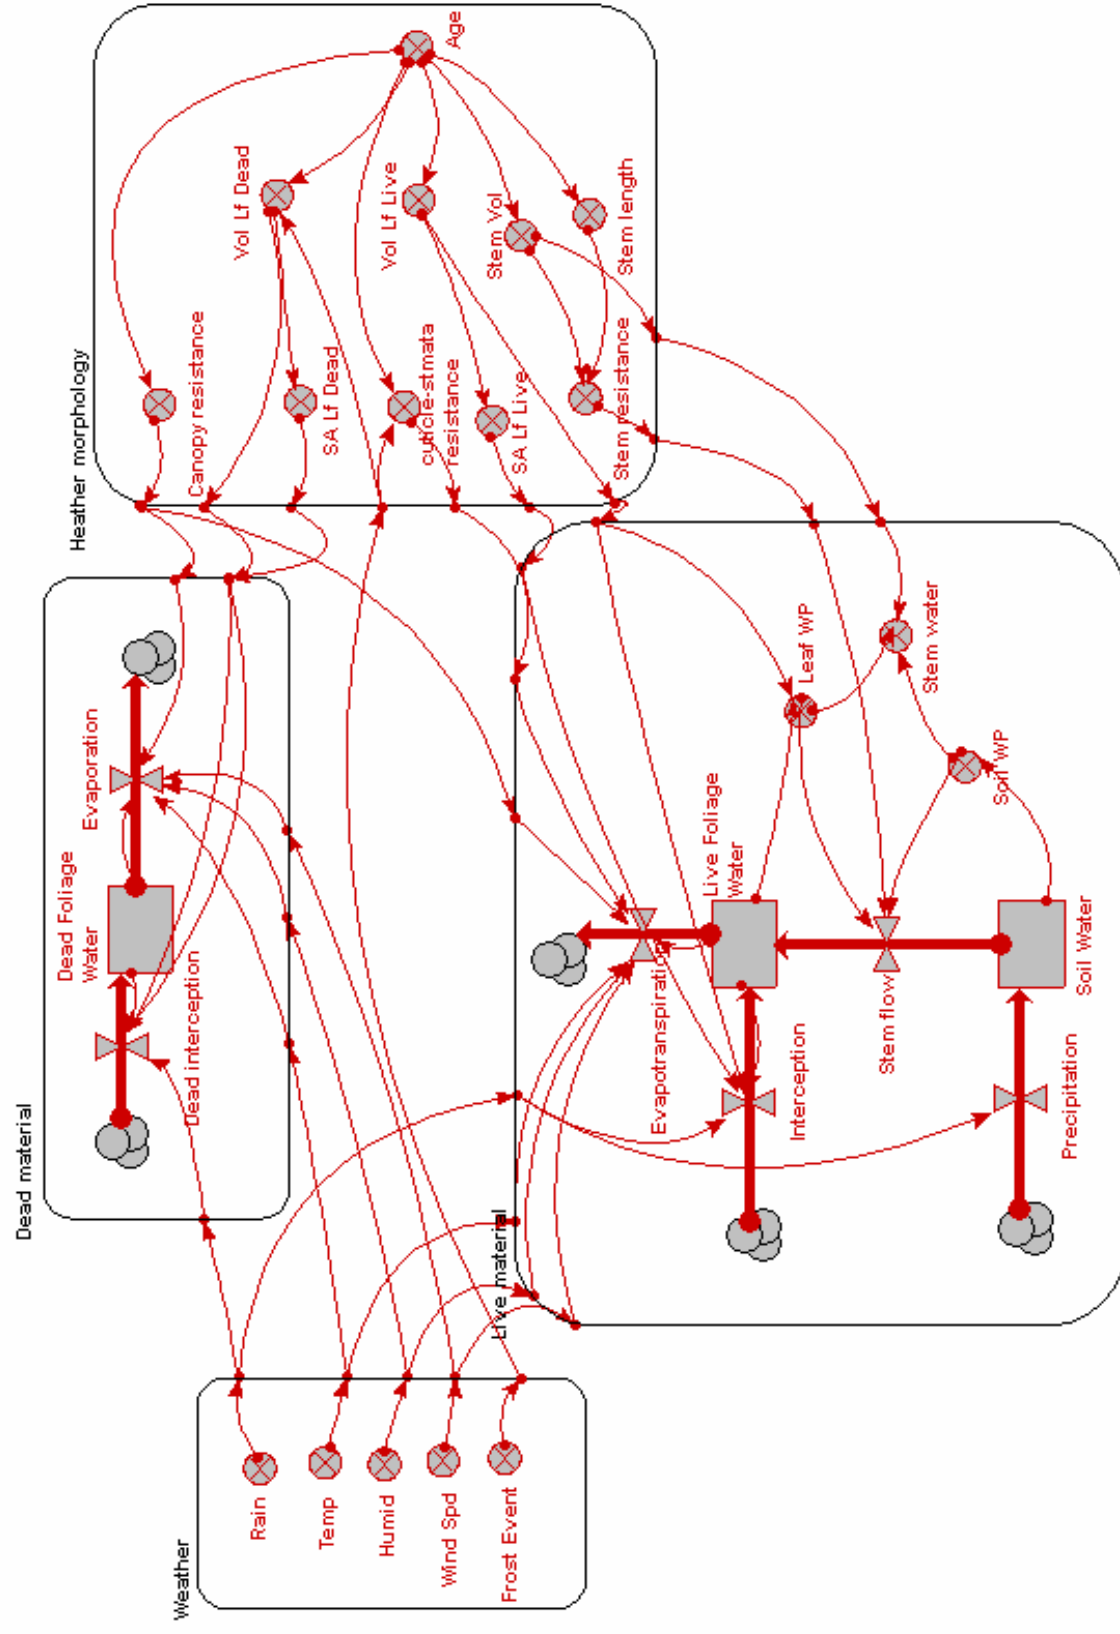 Weather
Rain
Temp
Humid
Wind Spd
Frost Event
Dead material
Dead interception
Dead Foliage
Water
Evaporation
Live material
Evapotranspiration
Live Foliage
Water
Interception
Stem flow
Precipitation
Soil Water
Leaf WP
Stem water
Soil WP
Heather morphology
Canopy resistance
Vol Lf Dead
SA Lf Dead
Age
cuticle-stmata
resistance
Vol Lf Live
SA Lf Live
Stem Vol
Stem length
Stem resistance